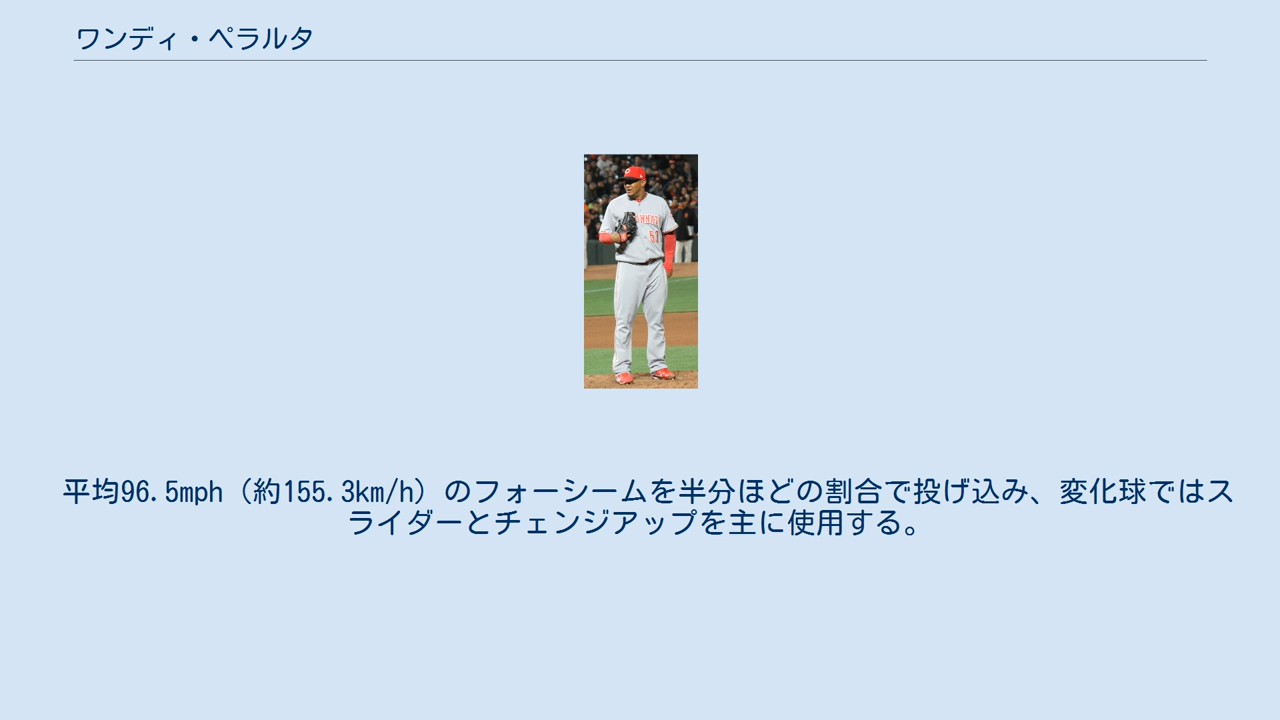 ワンディ・ペラルタ
平均96.5mph（約155.3km/h）のフォーシームを半分ほどの割合で投げ込み、変化球ではス
ライダーとチェンジアップを主に使用する。